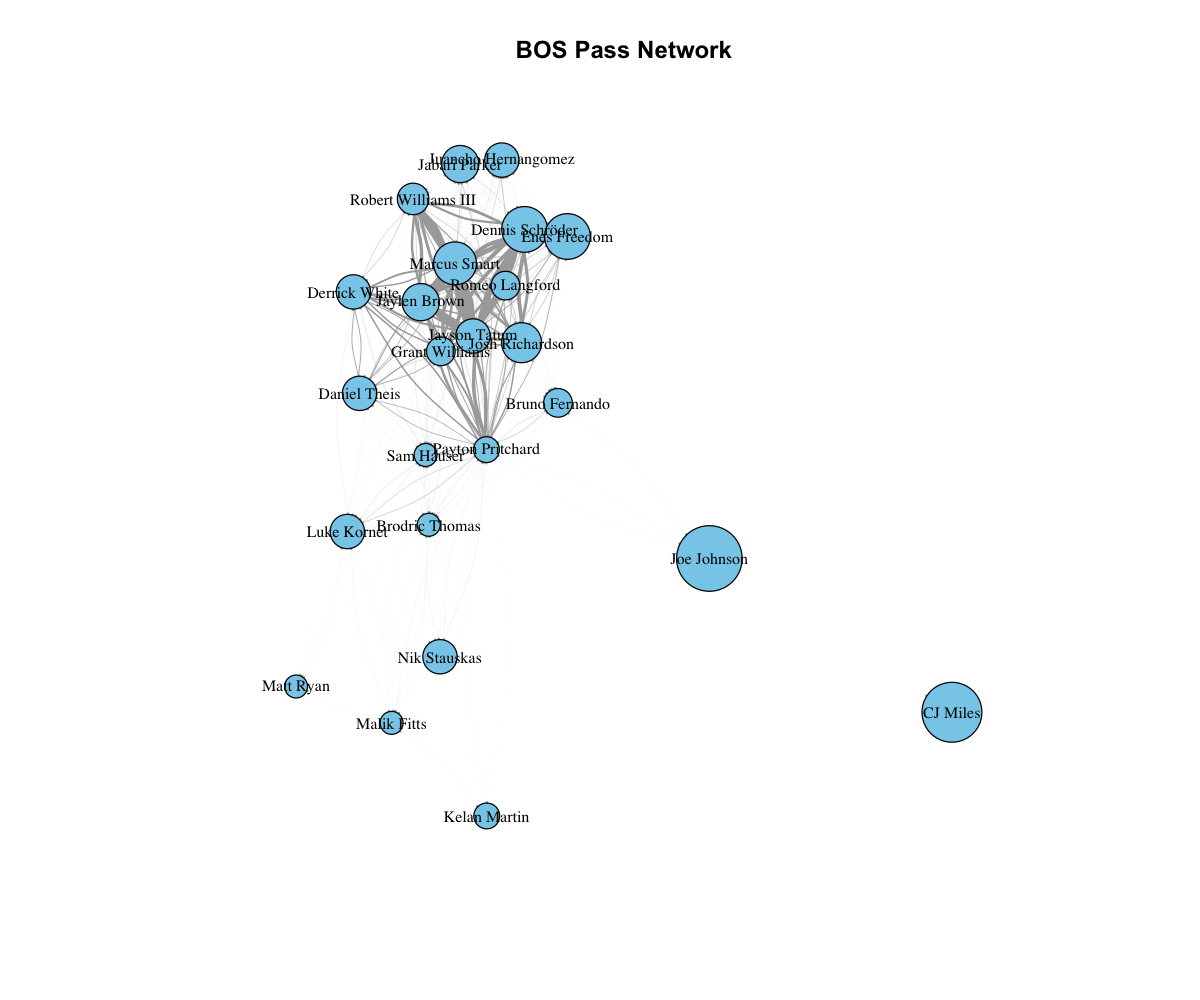 BOS Pass Network
Juancho Hernangomez
Jabari Parker
Robert Williams III
Dennis Schröder
Enes Freedom
Marcus Smart
Romeo Langford
Derrick White
Jaylen Brown
Jayson Tatum
Josh Richardson
Grant Williams
Daniel Theis
Bruno Fernando
Payton Pritchard
Sam Hauser
Brodric Thomas
Luke Kornet
Joe Johnson
Nik Stauskas
Matt Ryan
CJ Miles
Malik Fitts
Kelan Martin